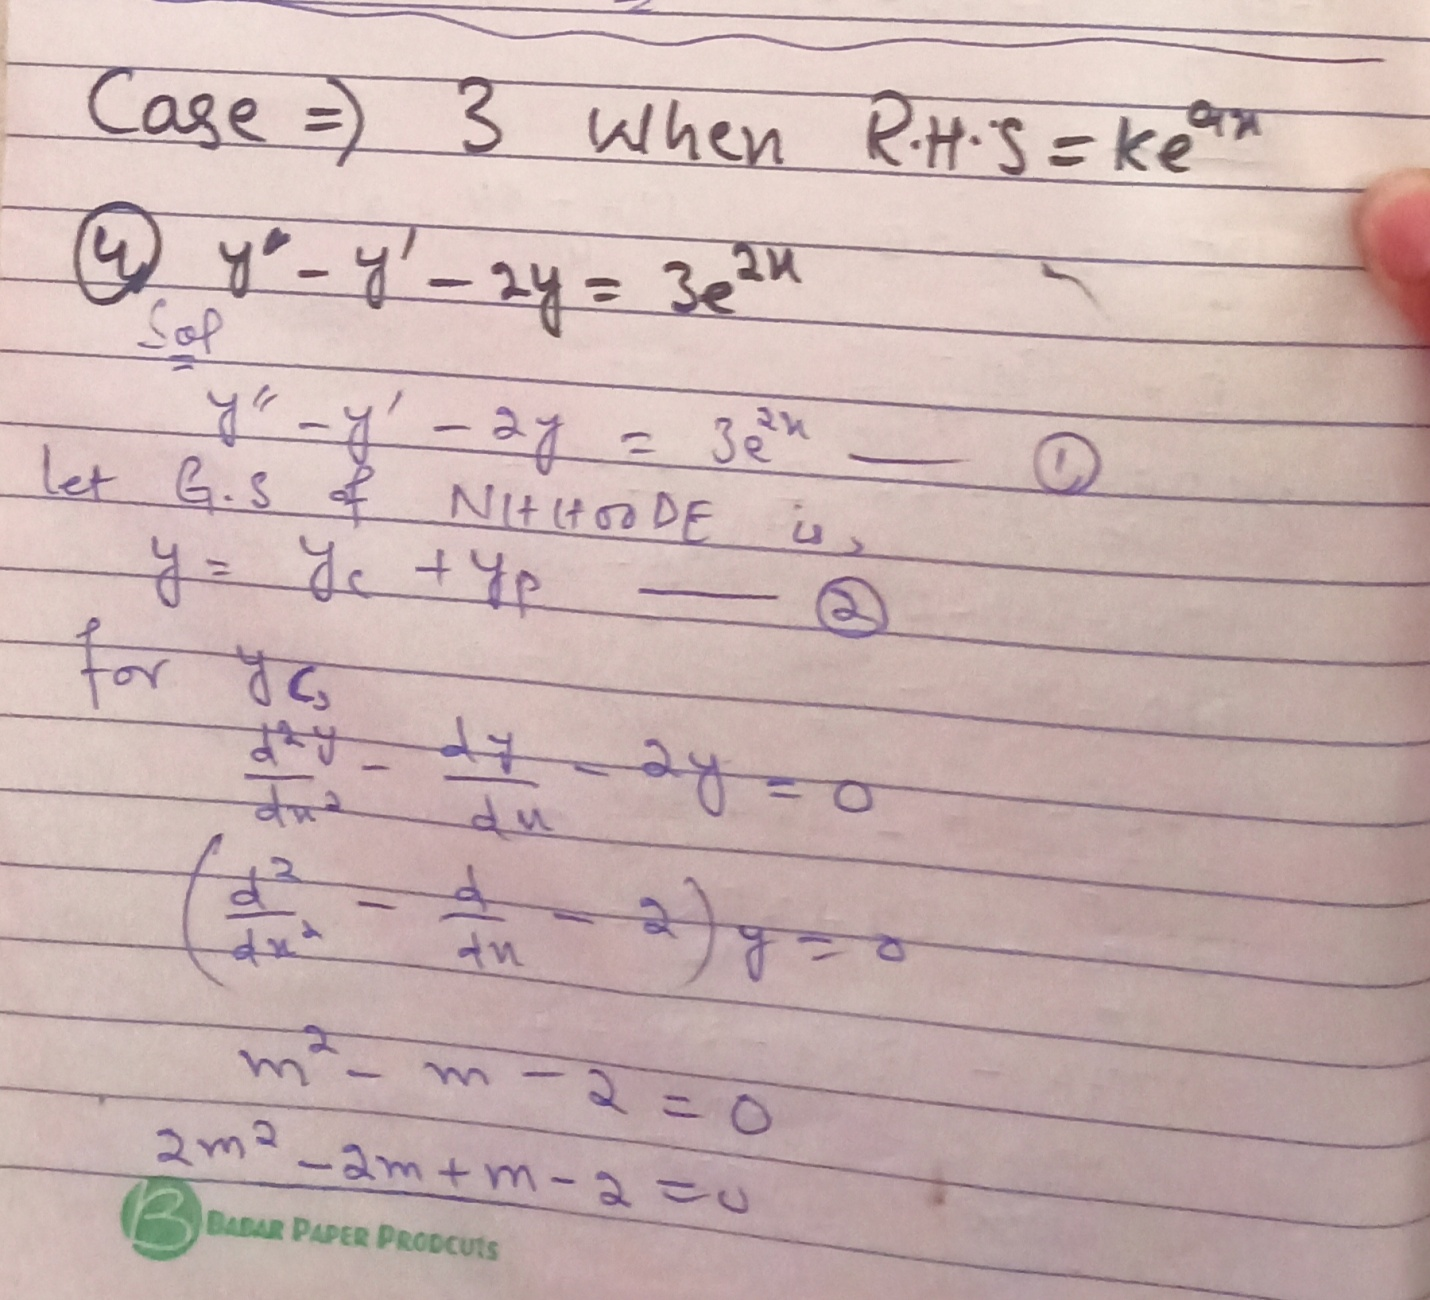 Case ⇒ 3 When R.H.S = ke^ax
④ y" - y' - 2y = 3e^2x
Sol
y" - y' - 2y = 3e^2x — ①
let G.S of NHHOODE is,
y = yc + yp — ②
for yc,
d²y/dx² - dy/dx - 2y = 0
(d²/dx² - d/dx - 2) y = 0
m² - m - 2 = 0
2m² - 2m + m - 2 = 0
B BABAR PAPER PRODCUTS